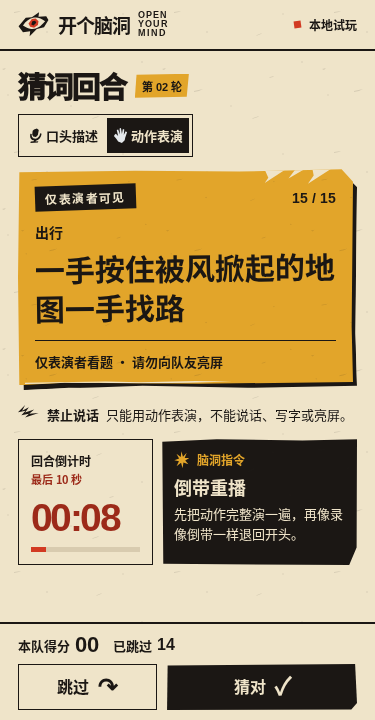 开个脑洞
OPEN
YOUR
MIND
本地试玩
猜词回合
第 02 轮
口头描述
动作表演
仅表演者可见
15 / 15
出行
一手按住被风掀起的地
图一手找路
仅表演者看题 · 请勿向队友亮屏
禁止说话 只能用动作表演，不能说话、写字或亮屏。
回合倒计时
最后 10 秒
00:08
脑洞指令
倒带重播
先把动作完整演一遍，再像录
像倒带一样退回开头。
本队得分 00 已跳过 14
跳过
猜对